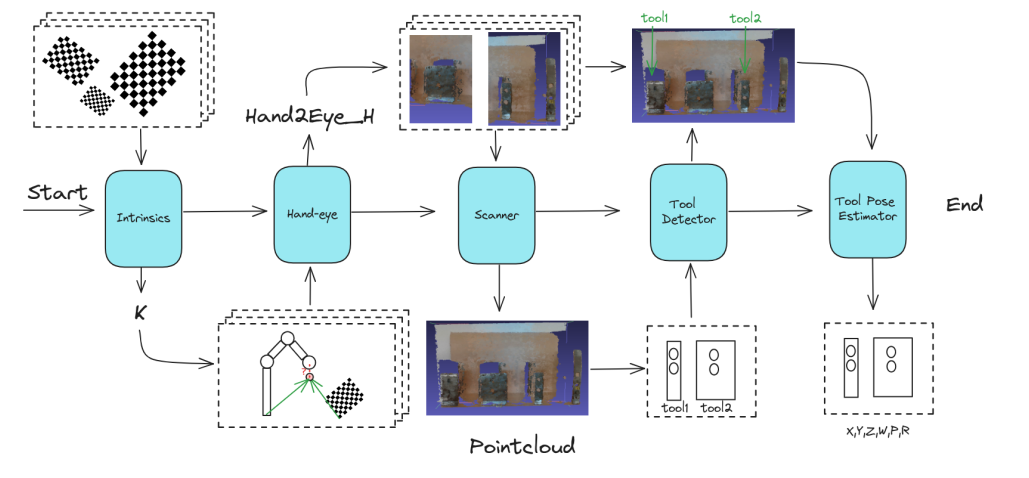 tool1
tool2
Hand2Eye_H
Start
Intrinsics
Hand-eye
Scanner
Tool
Detector
Tool Pose
Estimator
End
K
tool1
tool2
Pointcloud
X,Y,Z,W,P,R